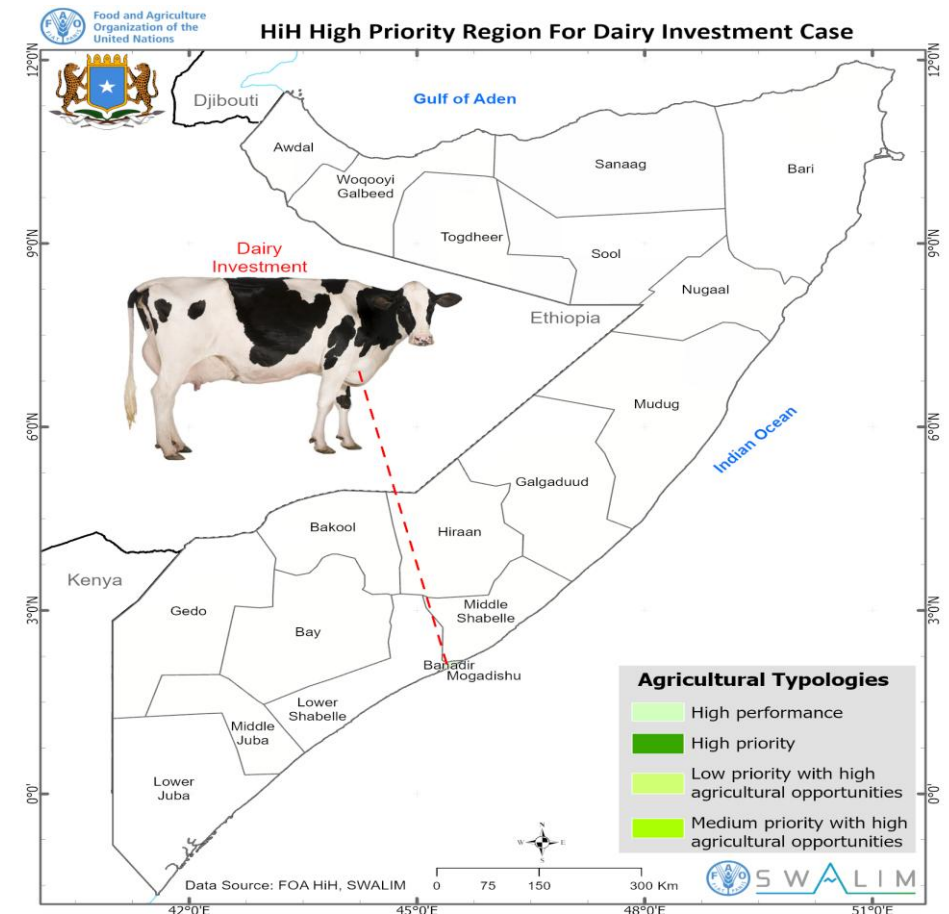 Food and Agriculture
Organization of the
United Nations
HiH High Priority Region For Dairy Investment Case
12°0'N
12°0'N
Djibouti
Gulf of Aden
Awdal
Sanaag
Bari
Woqooyi
Galbeed
9°0'N
9°0'N
Togdheer
Sool
Dairy
Investment
Nugaal
Ethiopia
Mudug
6°0'N
6°0'N
Indian Ocean
Galgaduud
Bakool
Hiraan
Kenya
3°0'N
3°0'N
Gedo
Middle
Shabelle
Bay
Banadir
Mogadishu
Lower
Shabelle
Middle
Juba
Lower
Juba
0°0'
0°0'
Agricultural Typologies
High performance
High priority
Low priority with high
agricultural opportunities
Medium priority with high
agricultural opportunities
N
W E
S
Data Source: FOA HiH, SWALIM
0 75 150 300 Km
SWALIM
42°0'E
45°0'E
48°0'E
51°0'E